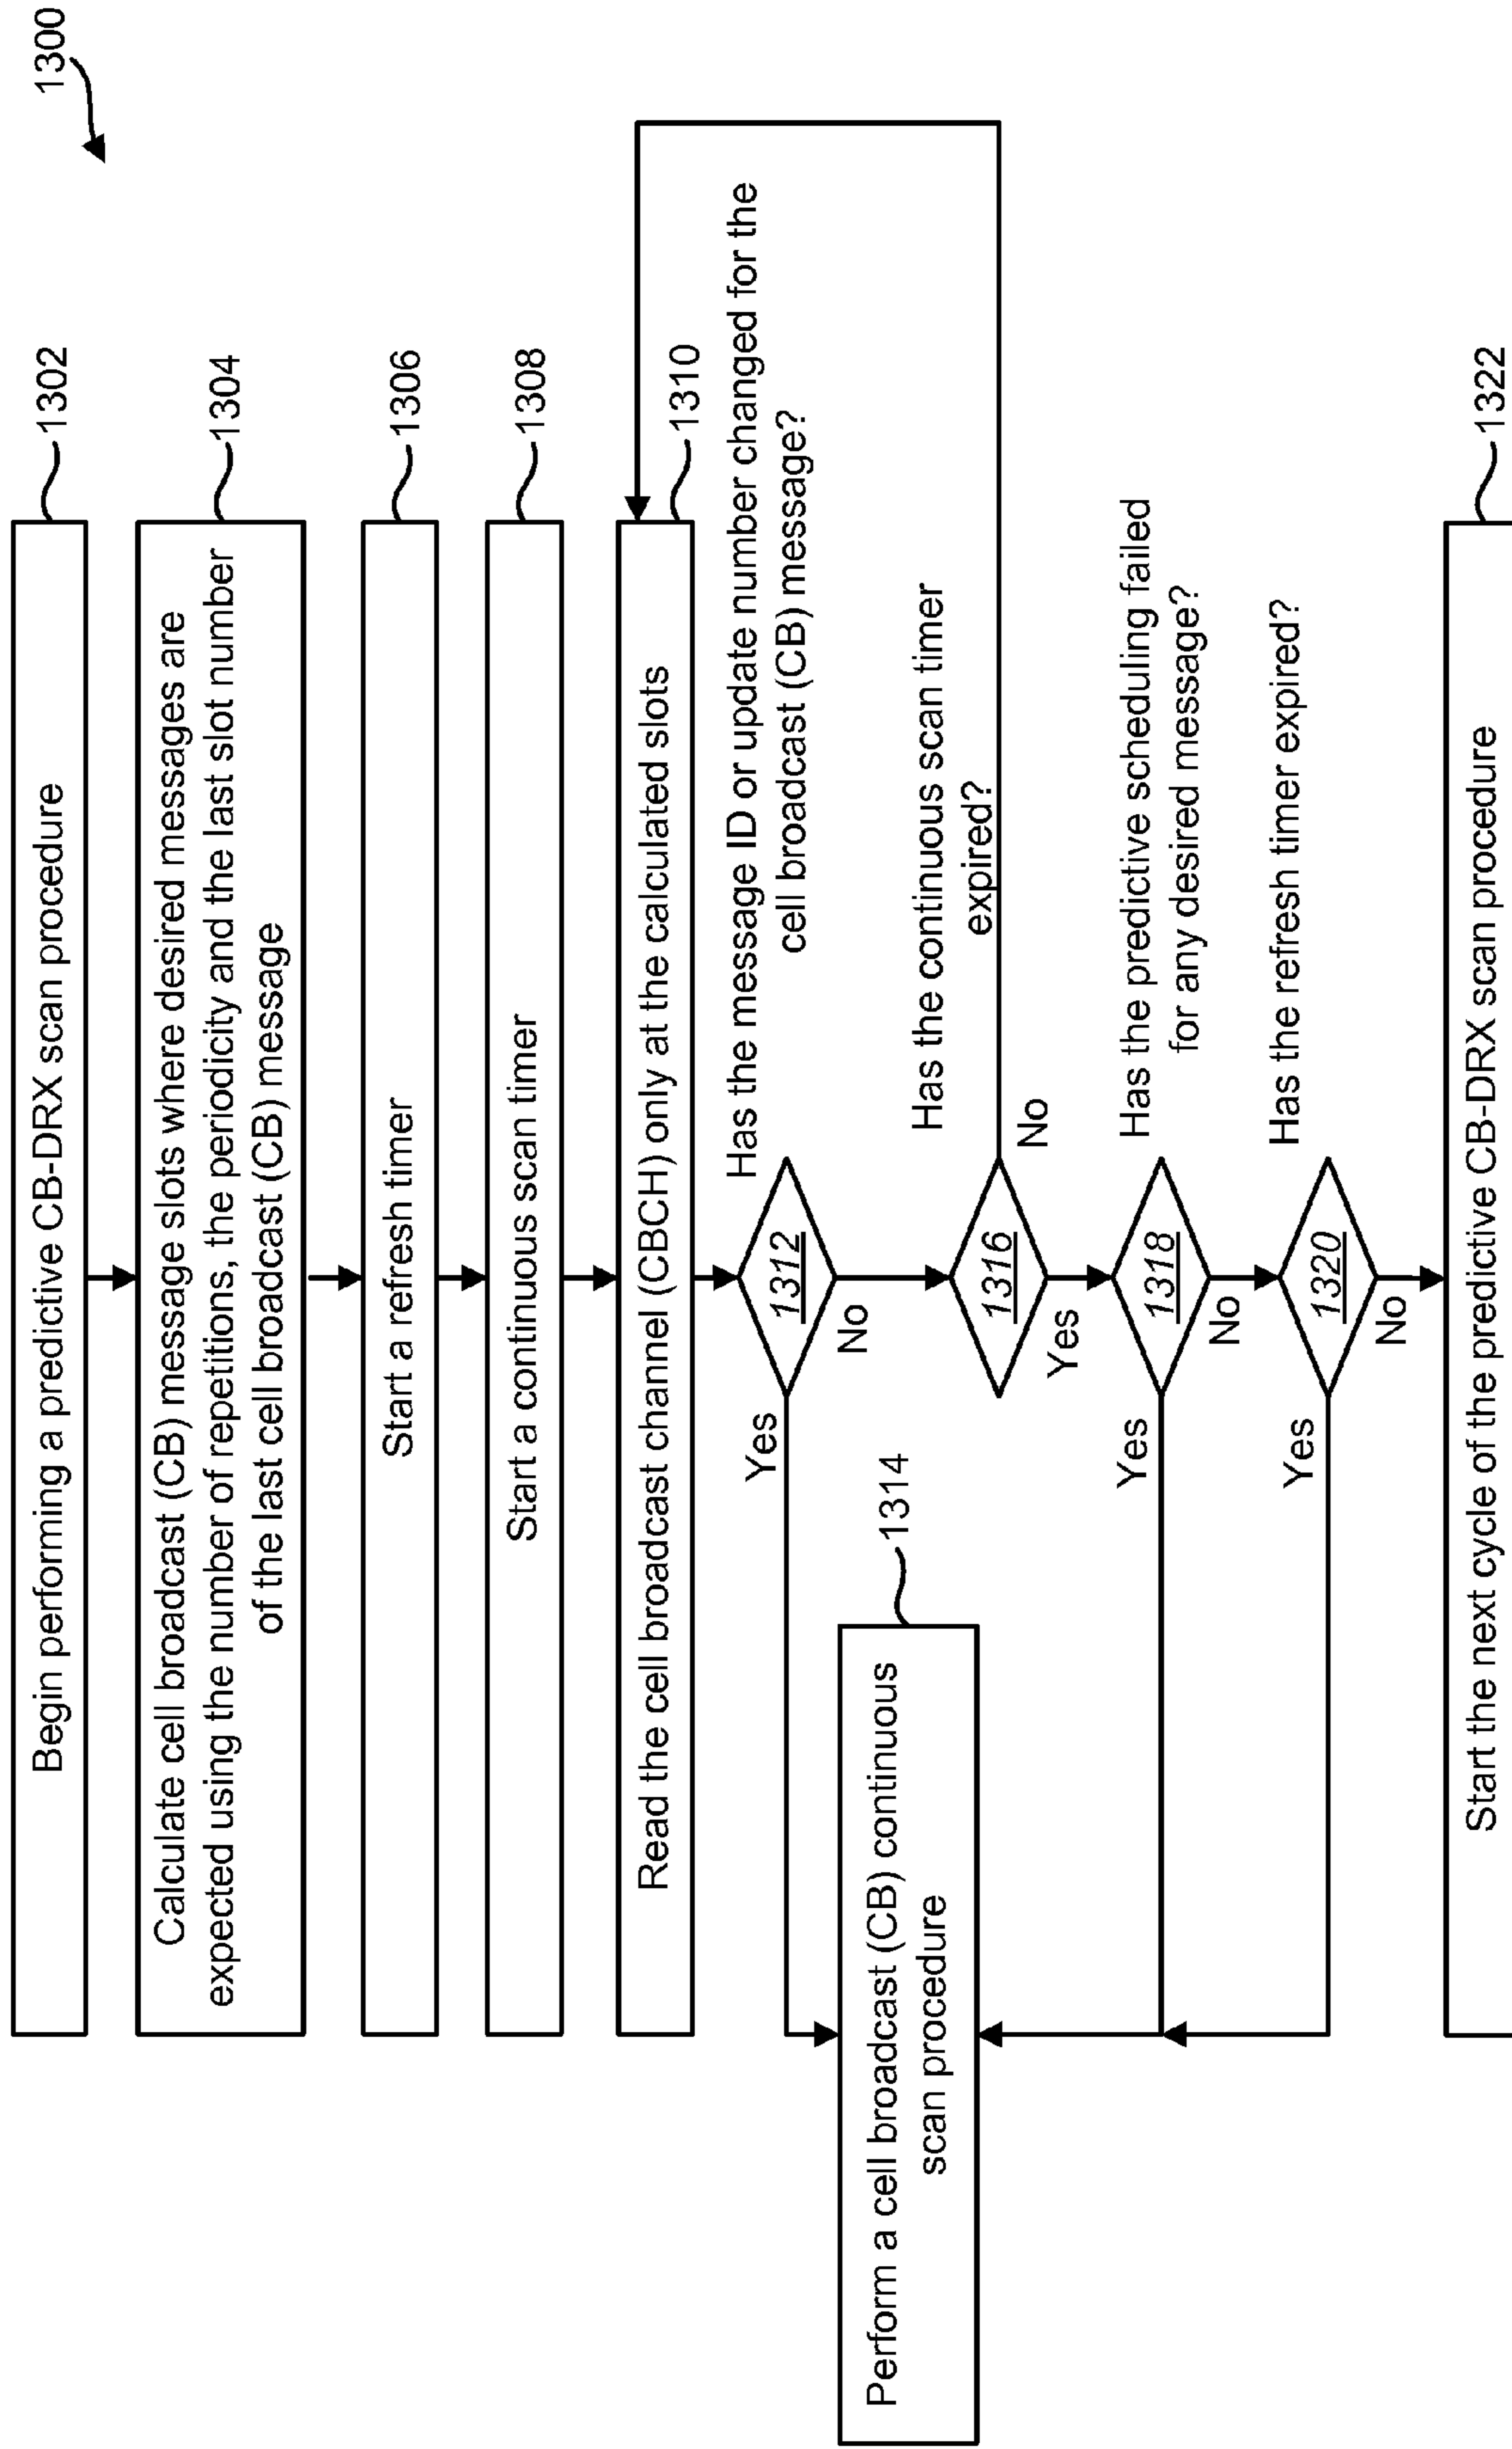 1300
Begin performing a predictive CB-DRX scan procedure
1302
Calculate cell broadcast (CB) message slots where desired messages are
expected using the number of repetitions, the periodicity and the last slot number
of the last cell broadcast (CB) message
1304
Start a refresh timer
1306
Start a continuous scan timer
1308
Read the cell broadcast channel (CBCH) only at the calculated slots
1310
Has the message ID or update number changed for the
cell broadcast (CB) message?
1312
Yes
No
Perform a cell broadcast (CB) continuous
scan procedure
1314
Has the continuous scan timer
expired?
1316
No
Yes
Has the predictive scheduling failed
for any desired message?
1318
Yes
No
Has the refresh timer expired?
1320
Yes
No
Start the next cycle of the predictive CB-DRX scan procedure
1322